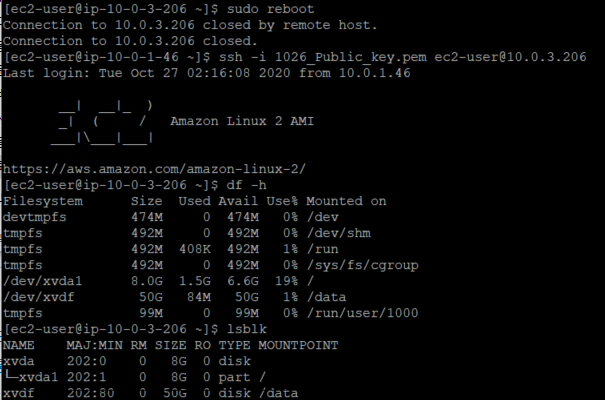 [ec2-user@ip-10-0-3-206 ~]$ sudo reboot
Connection to 10.0.3.206 closed by remote host.
Connection to 10.0.3.206 closed.
[ec2-user@ip-10-0-1-46 ~]$ ssh -i 1026_Public_key.pem ec2-user@10.0.3.206
Last login: Tue Oct 27 02:16:08 2020 from 10.0.1.46
       __|  __|_  )
       _|  (     /   Amazon Linux 2 AMI
      ___|\___|___|
https://aws.amazon.com/amazon-linux-2/
[ec2-user@ip-10-0-3-206 ~]$ df -h
Filesystem      Size  Used Avail Use% Mounted on
devtmpfs        474M     0  474M   0% /dev
tmpfs           492M     0  492M   0% /dev/shm
tmpfs           492M  408K  492M   1% /run
tmpfs           492M     0  492M   0% /sys/fs/cgroup
/dev/xvda1      8.0G  1.5G  6.6G  19% /
/dev/xvdf        50G   84M   50G   1% /data
tmpfs            99M     0   99M   0% /run/user/1000
[ec2-user@ip-10-0-3-206 ~]$ lsblk
NAME    MAJ:MIN RM SIZE RO TYPE MOUNTPOINT
xvda    202:0    0   8G  0 disk
└─xvda1 202:1    0   8G  0 part /
xvdf    202:80   0  50G  0 disk /data